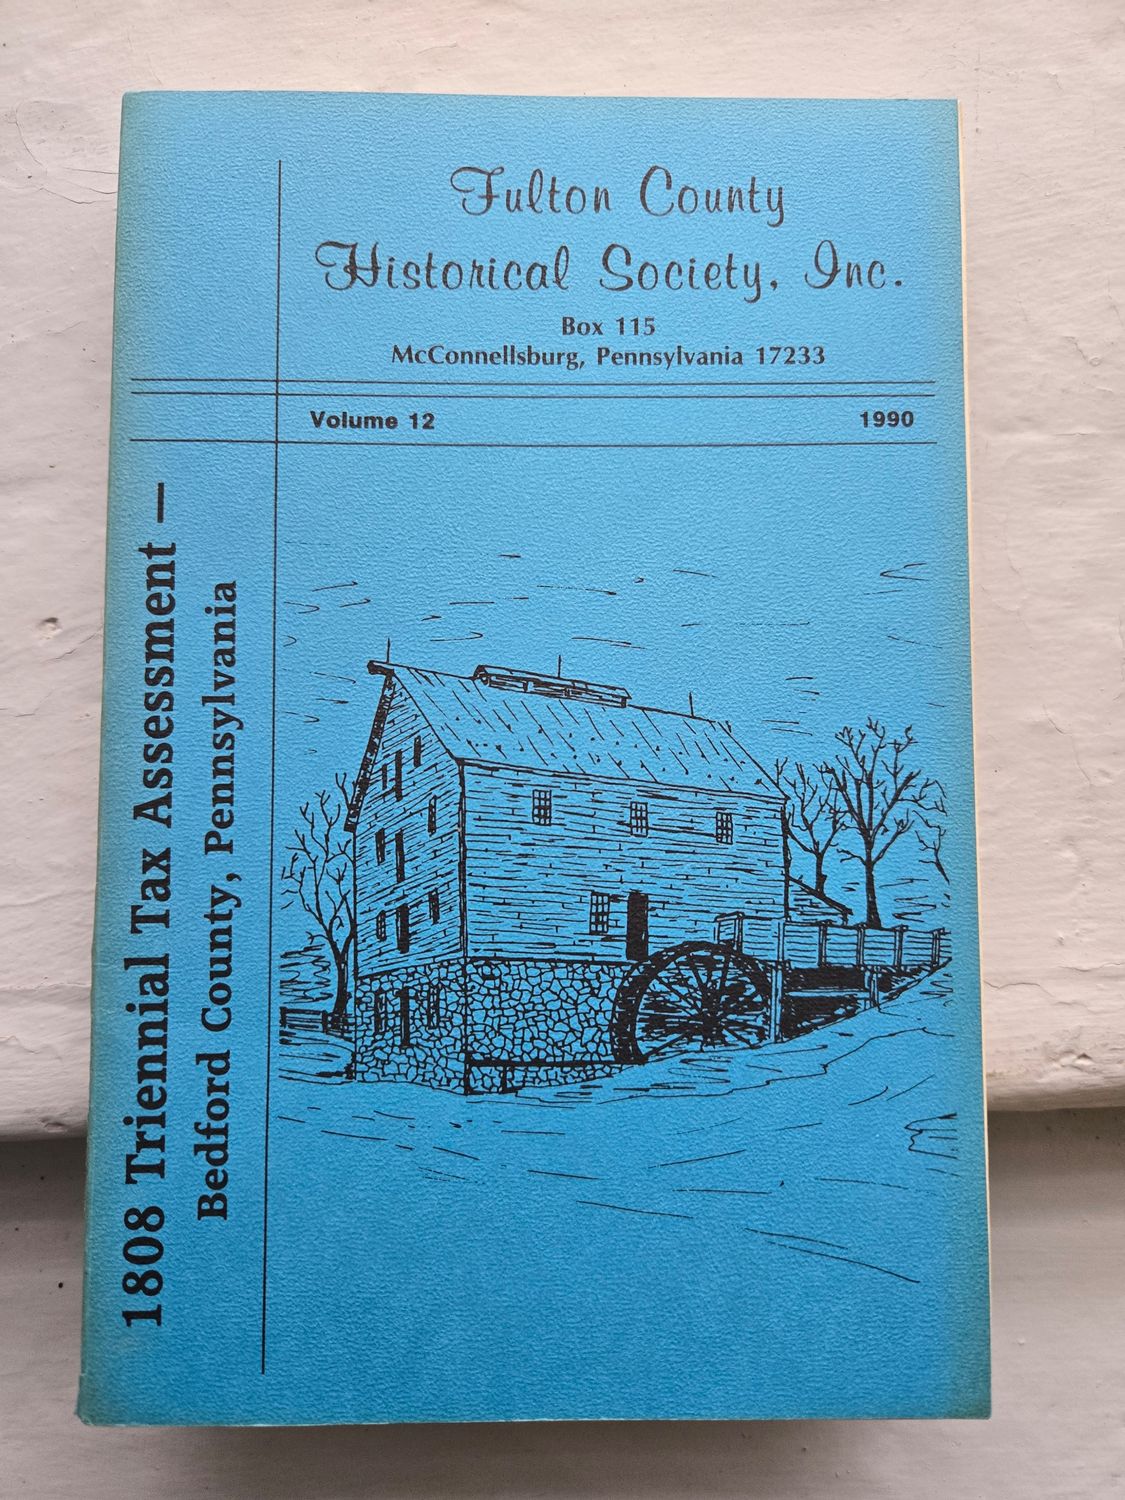 Fulton County
Historical Society, Inc.
Box 115
McConnellsburg, Pennsylvania 17233
Volume 12 1990
1808 Triennial Tax Assessment —
Bedford County, Pennsylvania